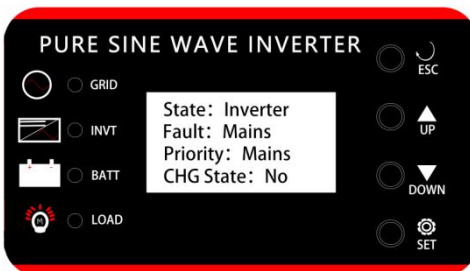 PURE SINE WAVE INVERTER
GRID
INVT
BATT
LOAD
State: Inverter
Fault: Mains
Priority: Mains
CHG State: No
ESC
UP
DOWN
SET
M